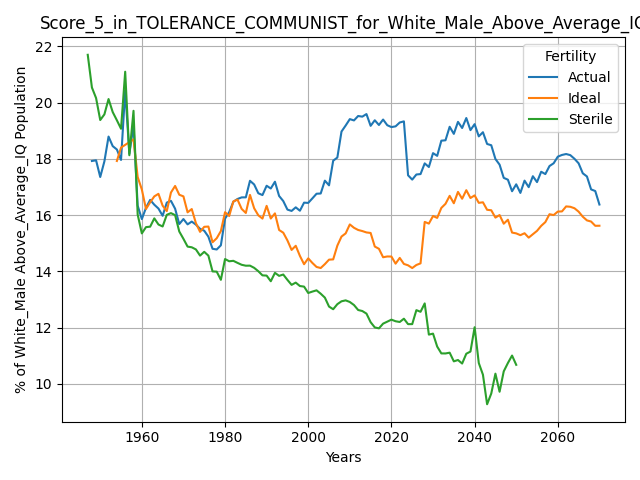 Score_5_in_TOLERANCE_COMMUNIST_for_White_Male_Above_Average_IQ
Fertility
Actual
Ideal
Sterile
% of White_Male Above_Average_IQ Population
22
20
18
16
14
12
10
1960
1980
2000
2020
2040
2060
Years